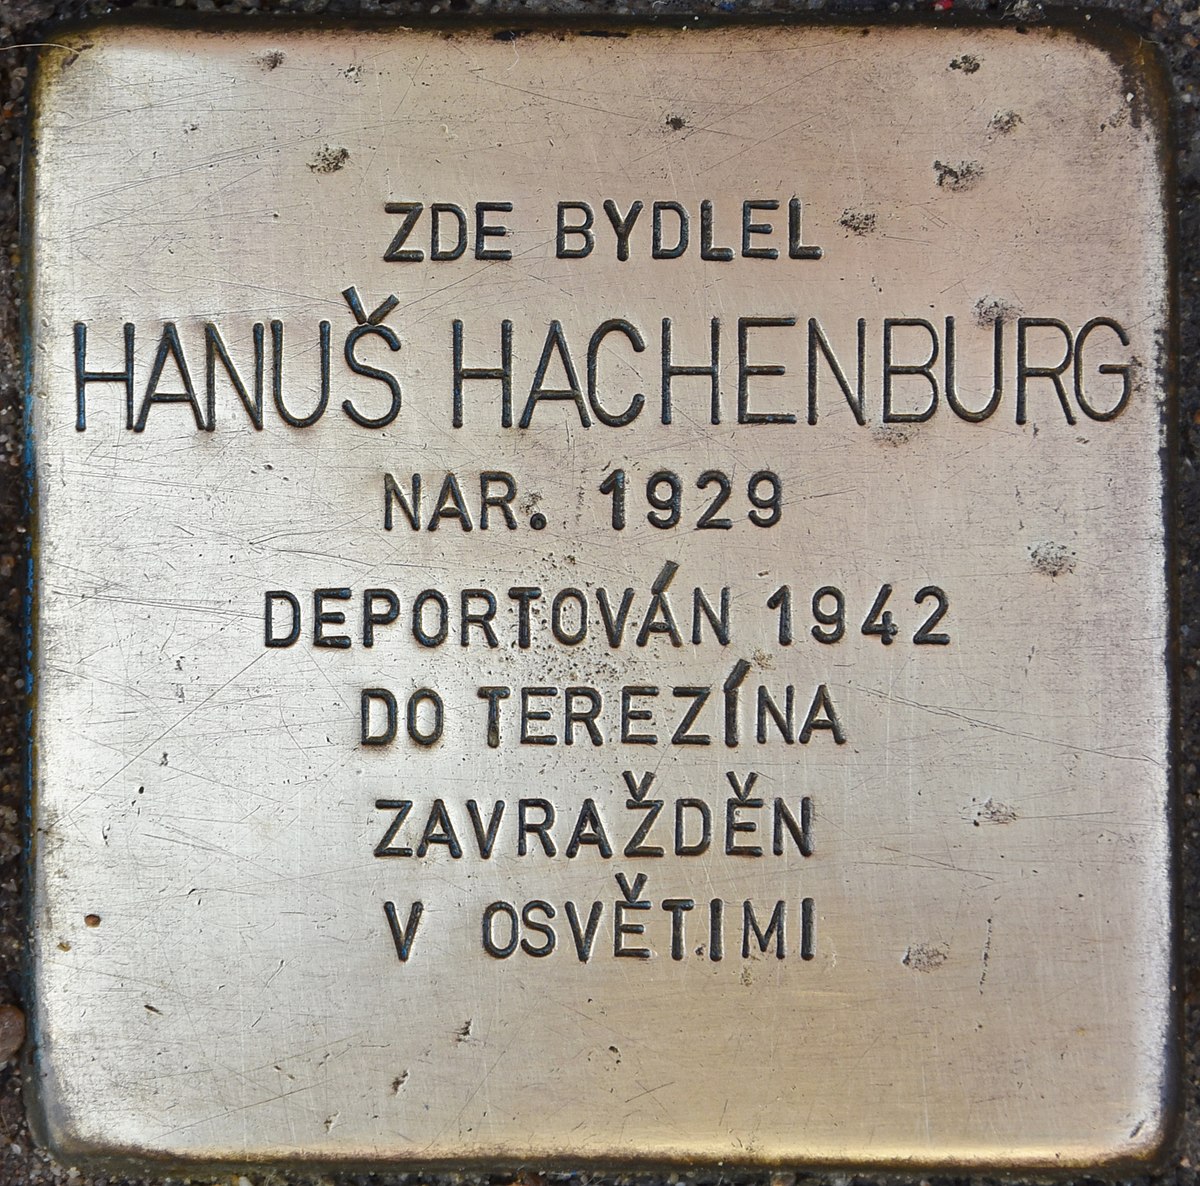 ZDE BYDLEL
HANUŠ HACHENBURG
NAR. 1929
DEPORTOVÁN 1942
DO TEREZÍNA
ZAVRAŽDĚN
V OSVĚTIMI